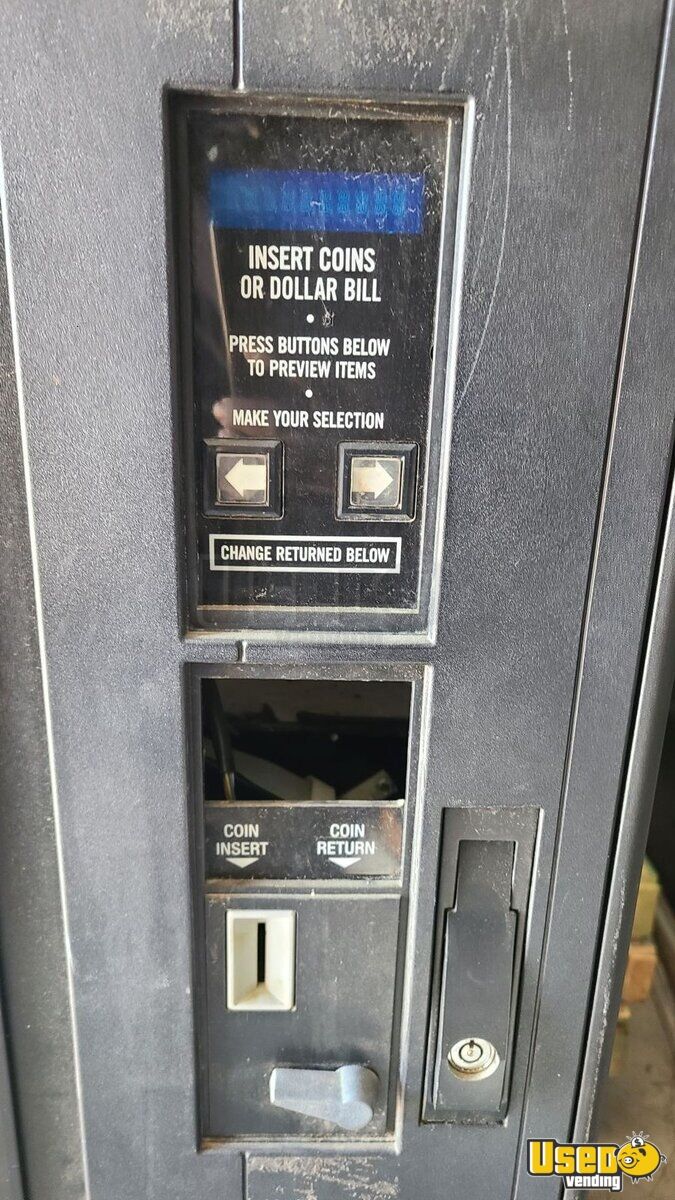 INSERT COINS
OR DOLLAR BILL
•
PRESS BUTTONS BELOW
TO PREVIEW ITEMS
•
MAKE YOUR SELECTION
CHANGE RETURNED BELOW
COIN INSERT
COIN RETURN
USED
vending